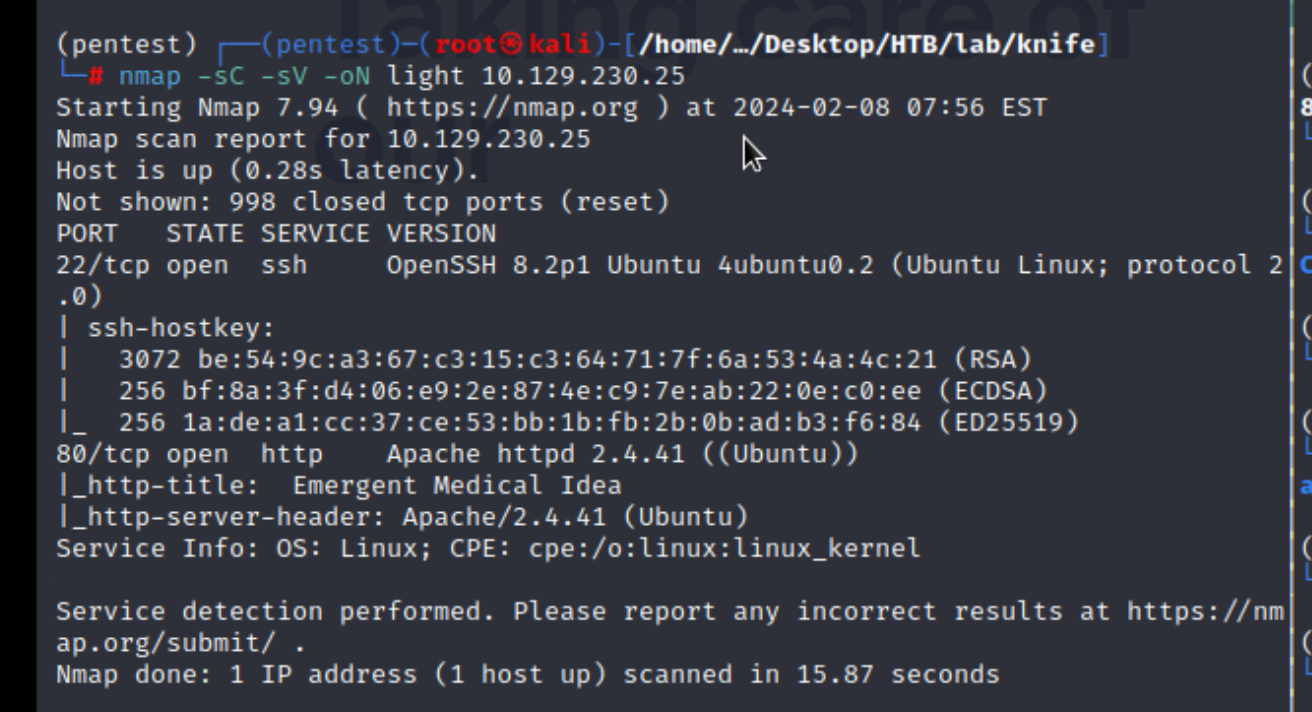 Taking care of
our
(pentest) ┌──(pentest)─(root㉿kali)-[/home/…/Desktop/HTB/lab/knife]
└─# nmap -sC -sV -oN light 10.129.230.25
Starting Nmap 7.94 ( https://nmap.org ) at 2024-02-08 07:56 EST
Nmap scan report for 10.129.230.25
Host is up (0.28s latency).
Not shown: 998 closed tcp ports (reset)
PORT   STATE SERVICE VERSION
22/tcp open  ssh     OpenSSH 8.2p1 Ubuntu 4ubuntu0.2 (Ubuntu Linux; protocol 2
.0)
| ssh-hostkey:
|   3072 be:54:9c:a3:67:c3:15:c3:64:71:7f:6a:53:4a:4c:21 (RSA)
|   256 bf:8a:3f:d4:06:e9:2e:87:4e:c9:7e:ab:22:0e:c0:ee (ECDSA)
|_  256 1a:de:a1:cc:37:ce:53:bb:1b:fb:2b:0b:ad:b3:f6:84 (ED25519)
80/tcp open  http    Apache httpd 2.4.41 ((Ubuntu))
|_http-title:  Emergent Medical Idea
|_http-server-header: Apache/2.4.41 (Ubuntu)
Service Info: OS: Linux; CPE: cpe:/o:linux:linux_kernel

Service detection performed. Please report any incorrect results at https://nm
ap.org/submit/ .
Nmap done: 1 IP address (1 host up) scanned in 15.87 seconds